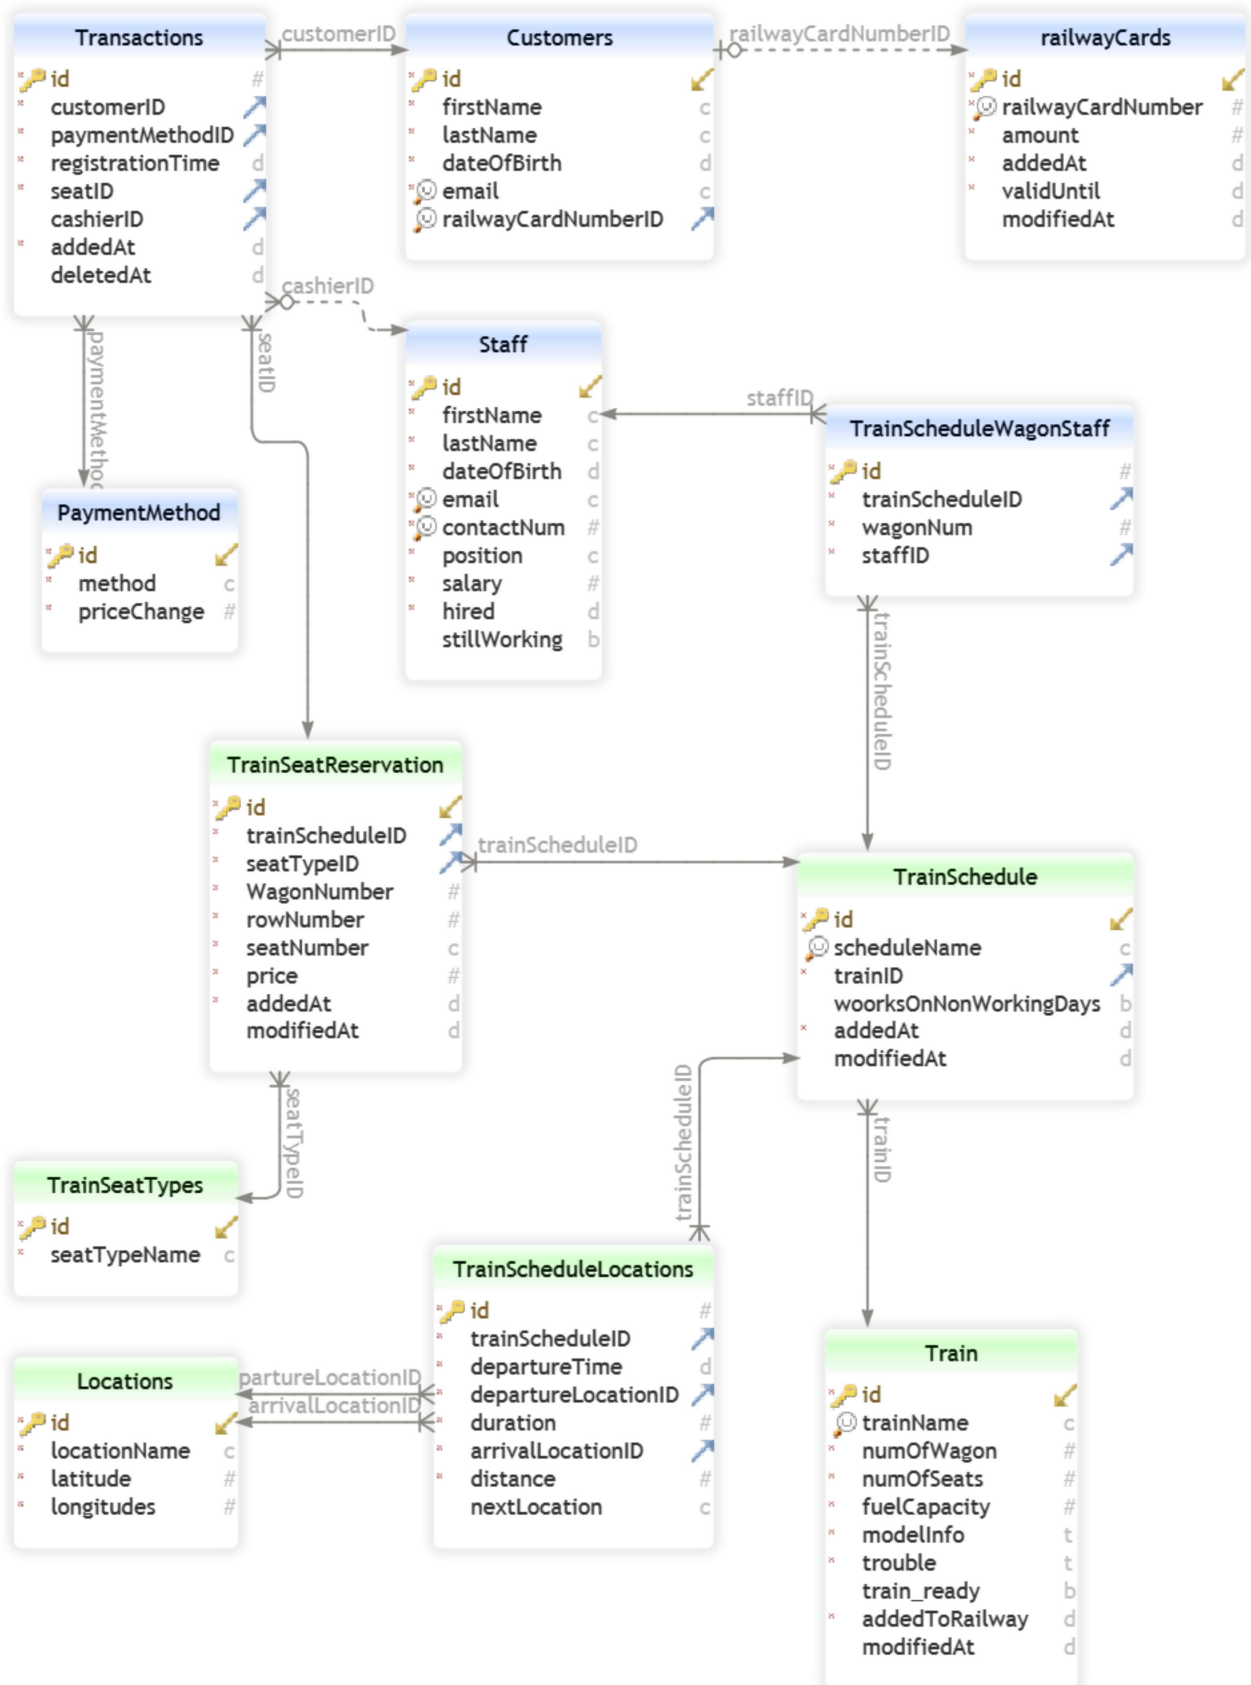 Transactions
id #
customerID
paymentMethodID
registrationTime d
seatID
cashierID
addedAt d
deletedAt d
customerID
Customers
id
firstName c
lastName c
dateOfBirth d
email c
railwayCardNumberID
railwayCardNumberID
railwayCards
id
railwayCardNumber #
amount #
addedAt d
validUntil d
modifiedAt d
cashierID
paymentMethod
seatID
Staff
id
firstName c
lastName c
dateOfBirth d
email c
contactNum #
position c
salary #
hired d
stillWorking b
staffID
TrainScheduleWagonStaff
id #
trainScheduleID
wagonNum #
staffID
PaymentMethod
id
method c
priceChange #
trainScheduleID
TrainSeatReservation
id
trainScheduleID
seatTypeID
WagonNumber #
rowNumber #
seatNumber c
price #
addedAt d
modifiedAt d
trainScheduleID
TrainSchedule
id
scheduleName c
trainID
woorksOnNonWorkingDays b
addedAt d
modifiedAt d
seatTypeID
trainScheduleID
trainID
TrainSeatTypes
id
seatTypeName c
TrainScheduleLocations
id #
trainScheduleID
departureTime d
departureLocationID
duration #
arrivalLocationID
distance #
nextLocation c
partureLocationID
arrivalLocationID
Locations
id
locationName c
latitude #
longitudes #
Train
id
trainName c
numOfWagon #
numOfSeats #
fuelCapacity #
modelInfo t
trouble t
train_ready b
addedToRailway d
modifiedAt d